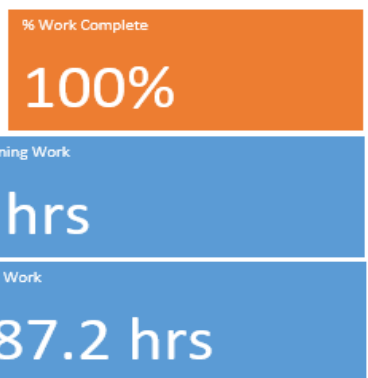 % Work Complete
100%
ning Work
hrs
Work
87.2 hrs